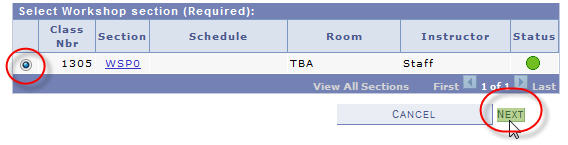 Select Workshop section (Required):
Class Nbr Section Schedule Room Instructor Status
1305 WSP0 TBA Staff
View All Sections First 1 of 1 Last
CANCEL NEXT